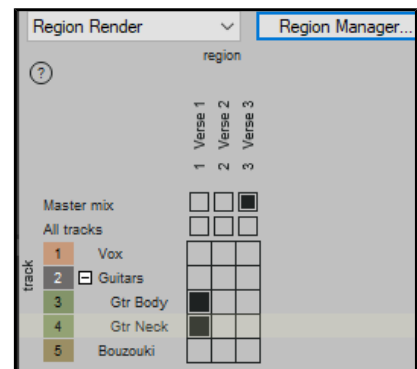 Region Render
Region Manager...
region
?
1 Verse 1
2 Verse 2
3 Verse 3
Master mix
All tracks
track
1 Vox
2 Guitars
3 Gtr Body
4 Gtr Neck
5 Bouzouki